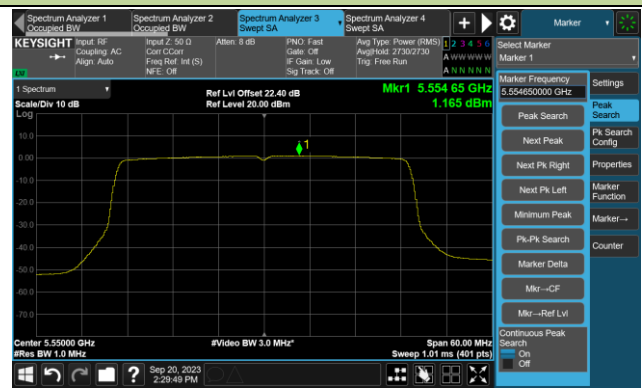 Spectrum Analyzer 1
Occupied BW
Spectrum Analyzer 2
Occupied BW
Spectrum Analyzer 3
Swept SA
Spectrum Analyzer 4
Swept SA
+
Marker
KEYSIGHT
Input: RF
Coupling: AC
Align: Auto
Input Z: 50 Ω
Corr CCorr
Freq Ref: Int (S)
NFE: Off
Atten: 8 dB
PNO: Fast
Gate: Off
IF Gain: Low
Sig Track: Off
Avg Type: Power (RMS)
Avg|Hold: 2730/2730
Trig: Free Run
1 2 3 4 5 6
A W W W W W
A N N N N N
Select Marker
Marker 1
1 Spectrum
Scale/Div 10 dB
Log
Ref Lvl Offset 22.40 dB
Ref Level 20.00 dBm
Mkr1 5.554 65 GHz
1.165 dBm
1
10.0
0.00
-10.0
-20.0
-30.0
-40.0
-50.0
-60.0
-70.0
Center 5.55000 GHz
#Res BW 1.0 MHz
#Video BW 3.0 MHz*
Span 60.00 MHz
Sweep 1.01 ms (401 pts)
Marker Frequency
5.554650000 GHz
Peak Search
Next Peak
Next Pk Right
Next Pk Left
Minimum Peak
Pk-Pk Search
Marker Delta
Mkr→CF
Mkr→Ref Lvl
Continuous Peak
Search
On
Off
Settings
Peak
Search
Pk Search
Config
Properties
Marker
Function
Marker→
Counter
?
Sep 20, 2023
2:29:49 PM